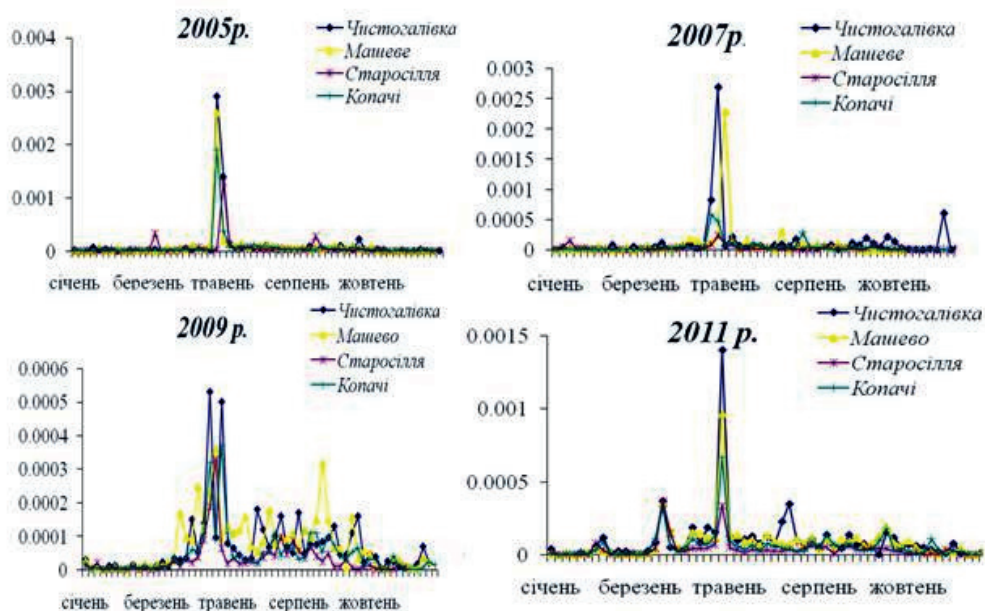 2005р.
Чистогалівка
Машеве
Старосілля
Копачі
0.004
0.003
0.002
0.001
0
січень березень травень серпень жовтень
2007р.
Чистогалівка
Машеве
Старосілля
Копачі
0.003
0.0025
0.002
0.0015
0.001
0.0005
0
січень березень травень серпень жовтень
2009 р.
Чистогалівка
Машево
Старосілля
Копачі
0.0006
0.0005
0.0004
0.0003
0.0002
0.0001
0
січень березень травень серпень жовтень
2011 р.
Чистогалівка
Машево
Старосілля
Копачі
0.0015
0.001
0.0005
0
січень березень травень серпень жовтень